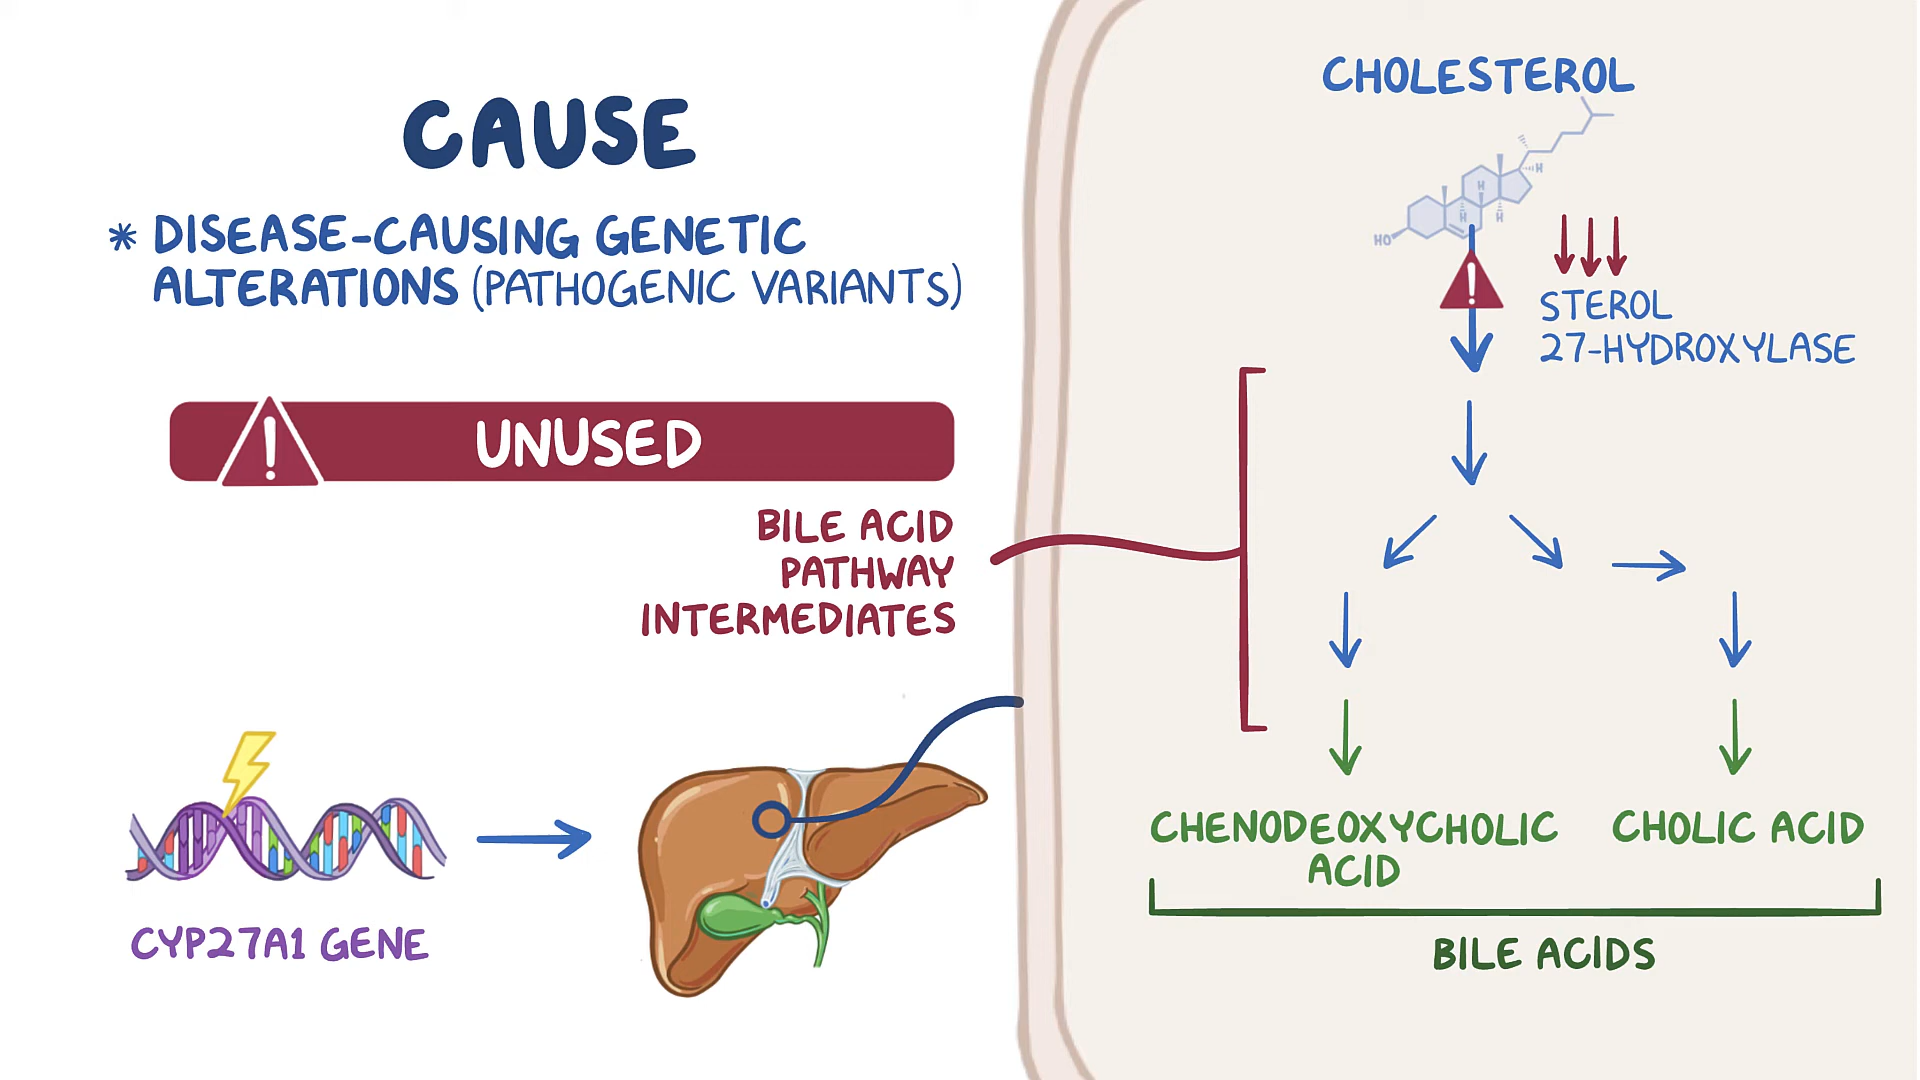 CAUSE
* DISEASE-CAUSING GENETIC
ALTERATIONS (PATHOGENIC VARIANTS)
! UNUSED
BILE ACID
PATHWAY
INTERMEDIATES
CYP27A1 GENE
CHOLESTEROL
H
H
H
H
HO
!
STEROL
27-HYDROXYLASE
CHENODEOXYCHOLIC
ACID
CHOLIC ACID
BILE ACIDS